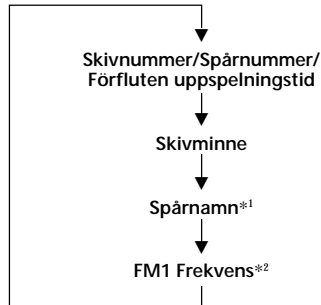 Skivnummer/Spårnummer/
Förfluten uppspelningstid
Skivminne
Spårnamn*1
FM1 Frekvens*2